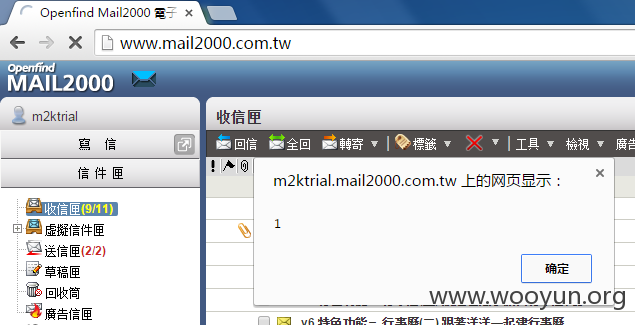 Openfind Mail2000 電子
www.mail2000.com.tw
Openfind
MAIL2000
m2ktrial
寫 信
信 件 匣
收信匣(9/11)
虛擬信件匣
送信匣(2/2)
草稿匣
回收筒
廣告信匣
收信匣
回信 全回 轉寄 標籤 工具 檢視 廣告
m2ktrial.mail2000.com.tw 上的网页显示：
1
确定
www.wooyun.org
v6 特色功能－行事曆(二) 跟著洋洋一起建行事曆